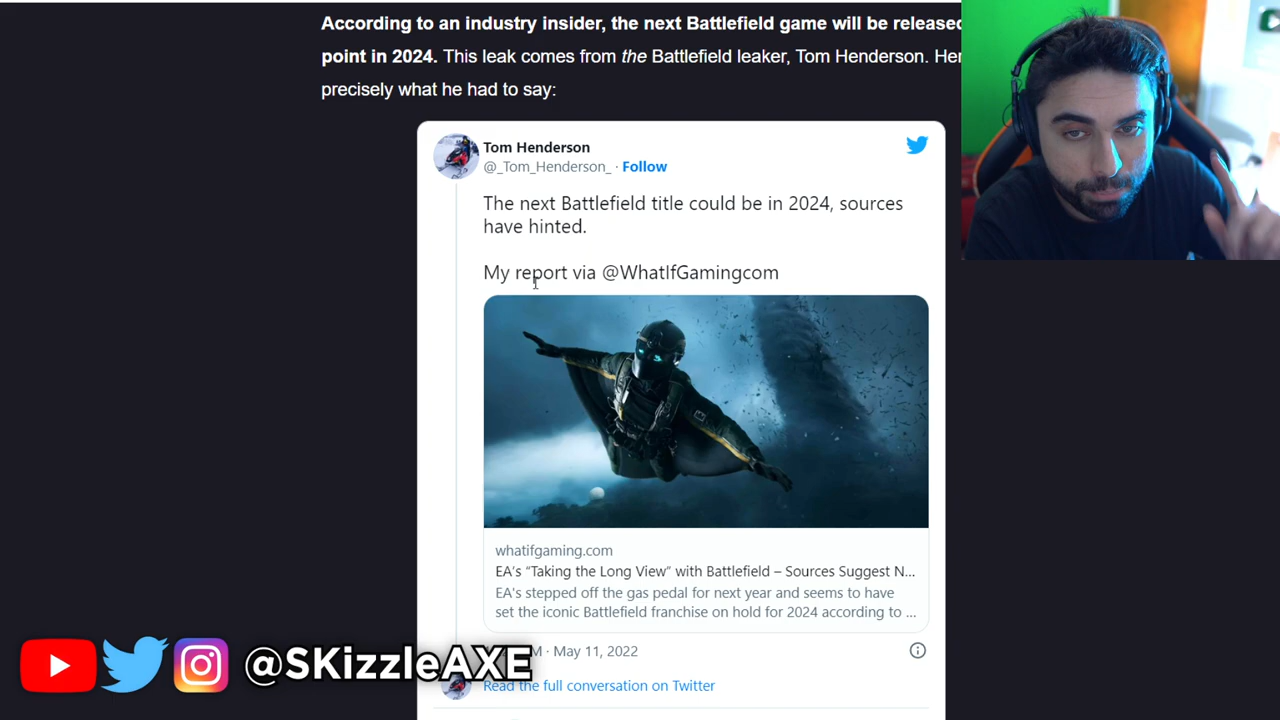 According to an industry insider, the next Battlefield game will be released
point in 2024. This leak comes from the Battlefield leaker, Tom Henderson.
precisely what he had to say:
Tom Henderson
@_Tom_Henderson_ · Follow
The next Battlefield title could be in 2024, sources
have hinted.
My report via @WhatIfGamingcom
whatifgaming.com
EA's “Taking the Long View” with Battlefield – Sources Suggest N...
EA's stepped off the gas pedal for next year and seems to have
set the iconic Battlefield franchise on hold for 2024 according to ...
M · May 11, 2022
@SKizzleAXE
Read the full conversation on Twitter